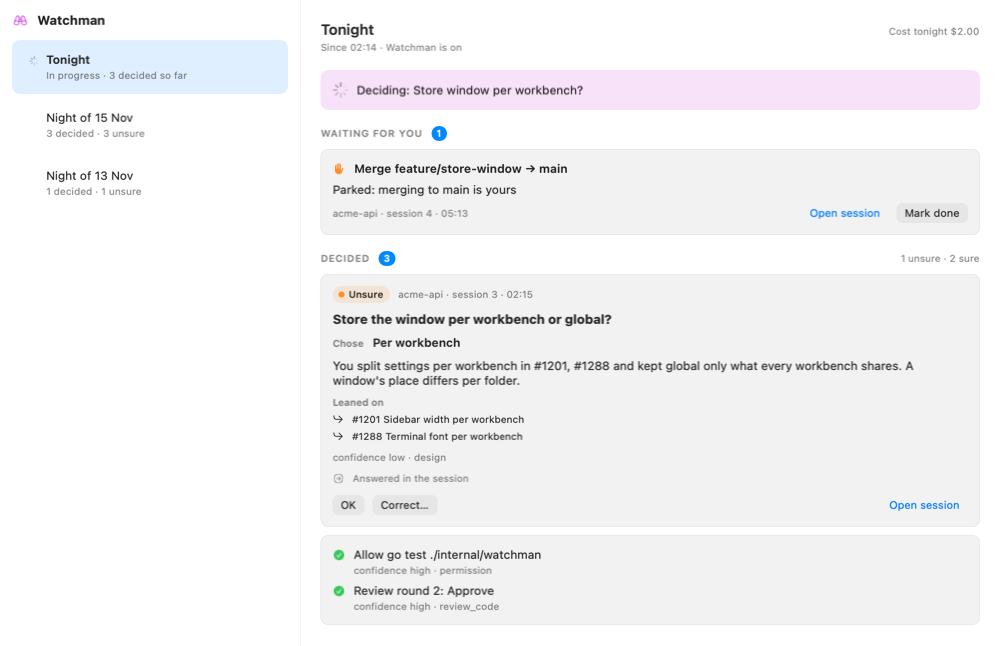 Watchman
Tonight
In progress · 3 decided so far
Night of 15 Nov
3 decided · 3 unsure
Night of 13 Nov
1 decided · 1 unsure
Tonight
Since 02:14 · Watchman is on
Cost tonight $2.00
Deciding: Store window per workbench?
WAITING FOR YOU 1
Merge feature/store-window → main
Parked: merging to main is yours
acme-api · session 4 · 05:13
Open session
Mark done
DECIDED 3
1 unsure · 2 sure
Unsure
acme-api · session 3 · 02:15
Store the window per workbench or global?
Chose Per workbench
You split settings per workbench in #1201, #1288 and kept global only what every workbench shares. A
window's place differs per folder.
Leaned on
#1201 Sidebar width per workbench
#1288 Terminal font per workbench
confidence low · design
Answered in the session
OK
Correct...
Open session
Allow go test ./internal/watchman
confidence high · permission
Review round 2: Approve
confidence high · review_code